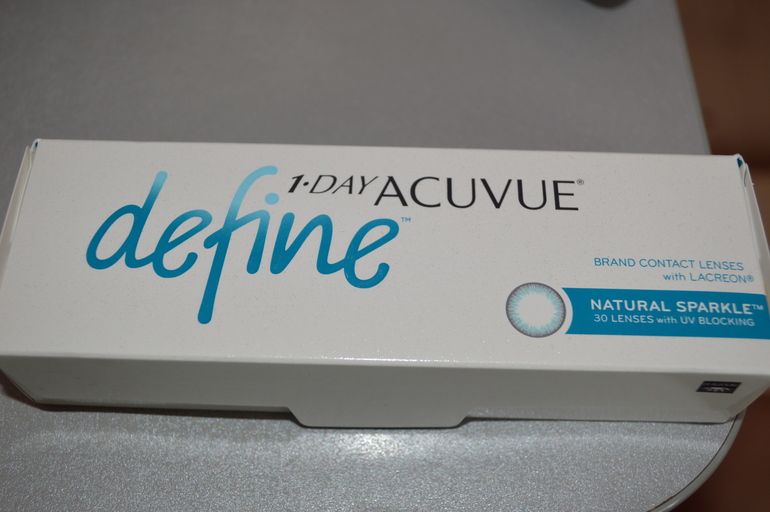 1·DAY ACUVUE®
define™
BRAND CONTACT LENSES
with LACREON®
NATURAL SPARKLE™
30 LENSES with UV BLOCKING